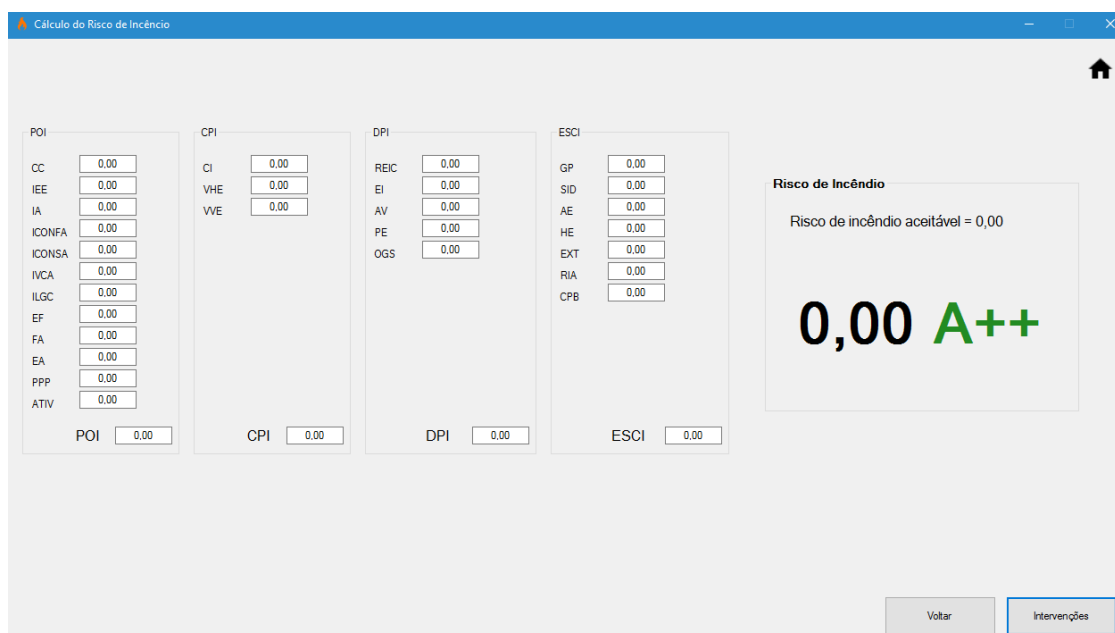 Cálculo do Risco de Incêncio
POI
CC 0,00
IEE 0,00
IA 0,00
ICONFA 0,00
ICONSA 0,00
IVCA 0,00
ILGC 0,00
EF 0,00
FA 0,00
EA 0,00
PPP 0,00
ATIV 0,00
POI 0,00
CPI
CI 0,00
VHE 0,00
VVE 0,00
CPI 0,00
DPI
REIC 0,00
EI 0,00
AV 0,00
PE 0,00
OGS 0,00
DPI 0,00
ESCI
GP 0,00
SID 0,00
AE 0,00
HE 0,00
EXT 0,00
RIA 0,00
CPB 0,00
ESCI 0,00
Risco de Incêndio
Risco de incêndio aceitável = 0,00
0,00 A++
Voltar
Intervenções